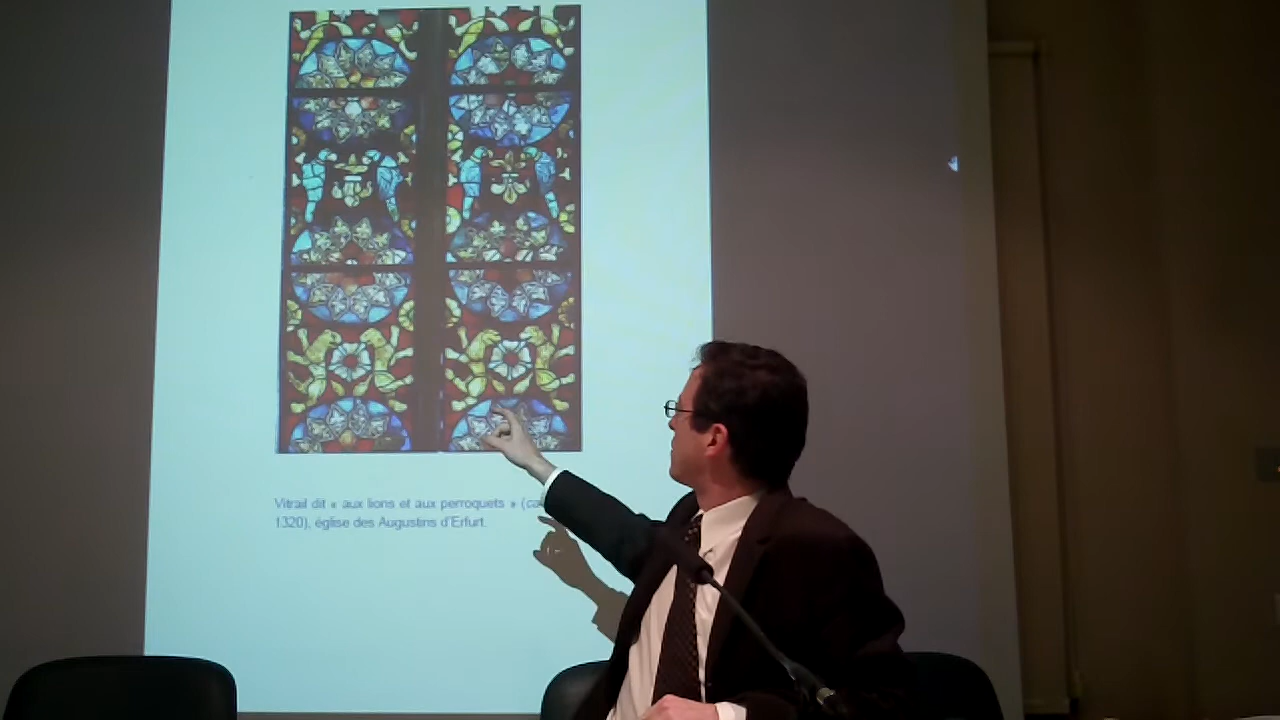 Vitrail dit « aux lions et aux perroquets »
1320), église des Augustins d'Erfurt.